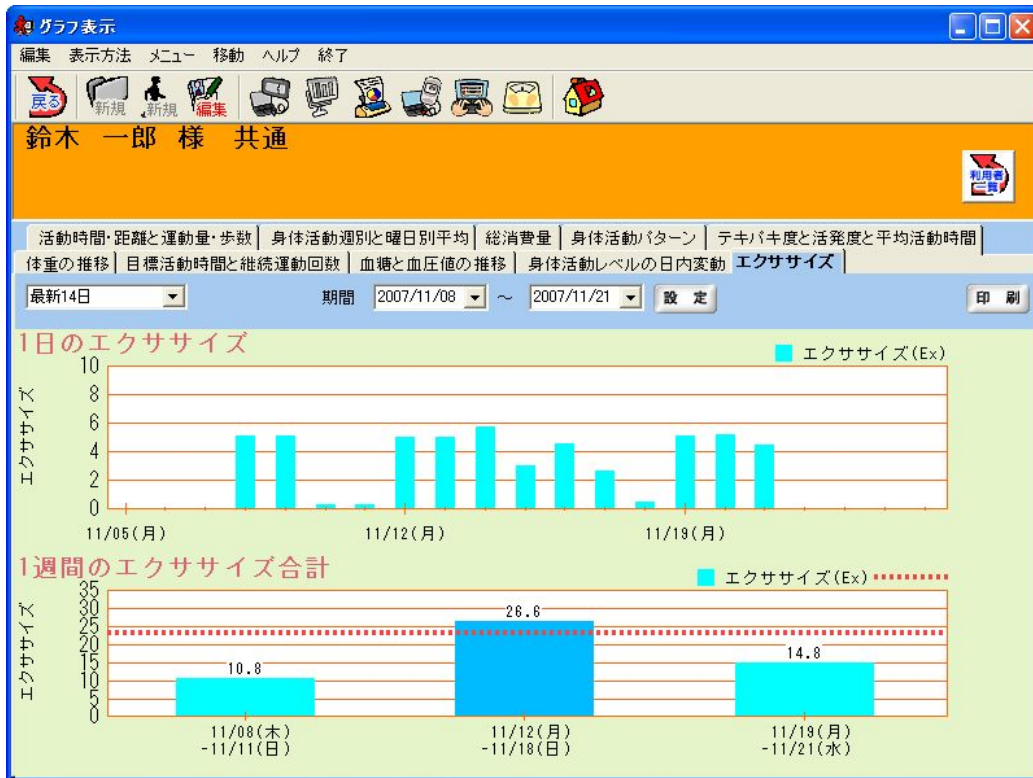 グラフ表示
編集 表示方法 メニュー 移動 ヘルプ 終了
戻る 新規 新規 編集
鈴木 一郎 様 共通
利用者一覧
活動時間・距離と運動量・歩数 身体活動週別と曜日別平均 総消費量 身体活動パターン テキパキ度と活発度と平均活動時間
体重の推移 目標活動時間と継続運動回数 血糖と血圧値の推移 身体活動レベルの日内変動 エクササイズ
最新14日 期間 2007/11/08 ～ 2007/11/21 設定 印刷
1日のエクササイズ
エクササイズ(Ex)
エクササイズ
10
8
6
4
2
0
11/05(月) 11/12(月) 11/19(月)
1週間のエクササイズ合計
エクササイズ(Ex)
エクササイズ
35
30
25
20
15
10
5
0
10.8 26.6 14.8
11/08(木) 11/12(月) 11/19(月)
-11/11(日) -11/18(日) -11/21(水)